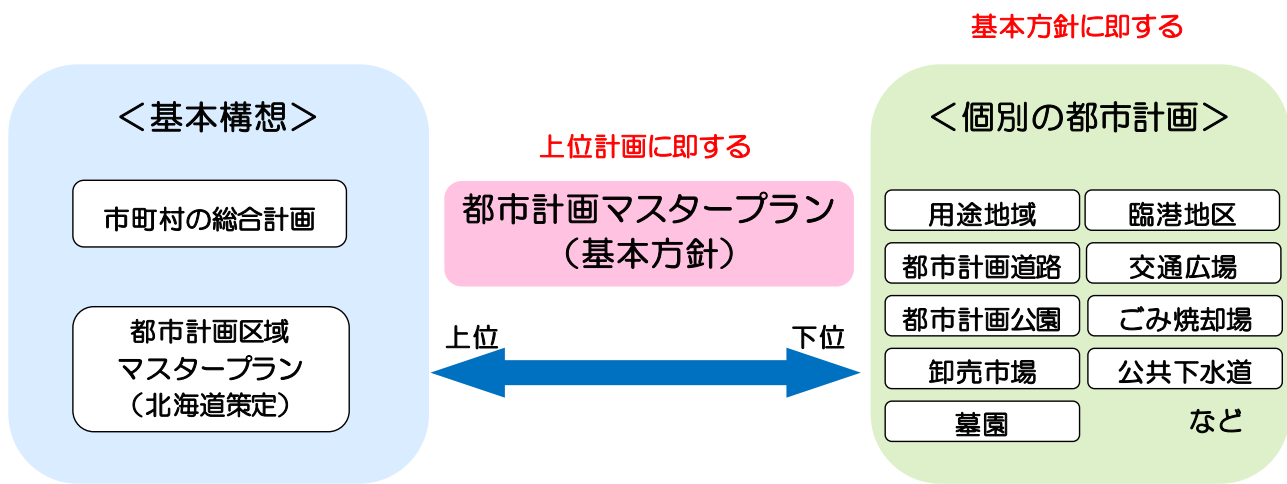 基本方針に即する
＜基本構想＞
市町村の総合計画
都市計画区域
マスタープラン
（北海道策定）
上位計画に即する
都市計画マスタープラン
（基本方針）
上位
下位
＜個別の都市計画＞
用途地域
臨港地区
都市計画道路
交通広場
都市計画公園
ごみ焼却場
卸売市場
公共下水道
墓園
など